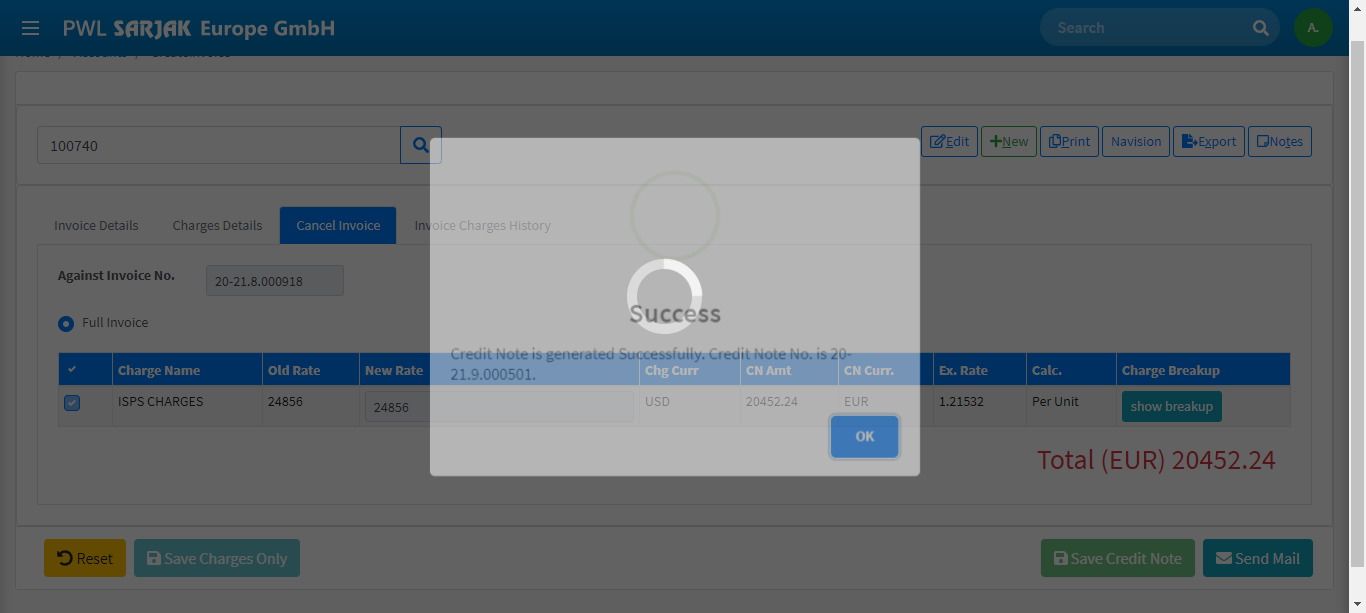 PWL SARJAK Europe GmbH
Search
A.
Home / Accounts / CreateInvoice
100740
Edit
New
Print
Navision
Export
Notes
Invoice Details
Charges Details
Cancel Invoice
Invoice Charges History
Against Invoice No.
20-21.8.000918
Full Invoice
Success
Credit Note is generated Successfully. Credit Note No. is 20-
21.9.000501.
OK
Charge Name
Old Rate
New Rate
Chg Curr
CN Amt
CN Curr.
Ex. Rate
Calc.
Charge Breakup
ISPS CHARGES
24856
24856
USD
20452.24
EUR
1.21532
Per Unit
show breakup
Total (EUR) 20452.24
Reset
Save Charges Only
Save Credit Note
Send Mail